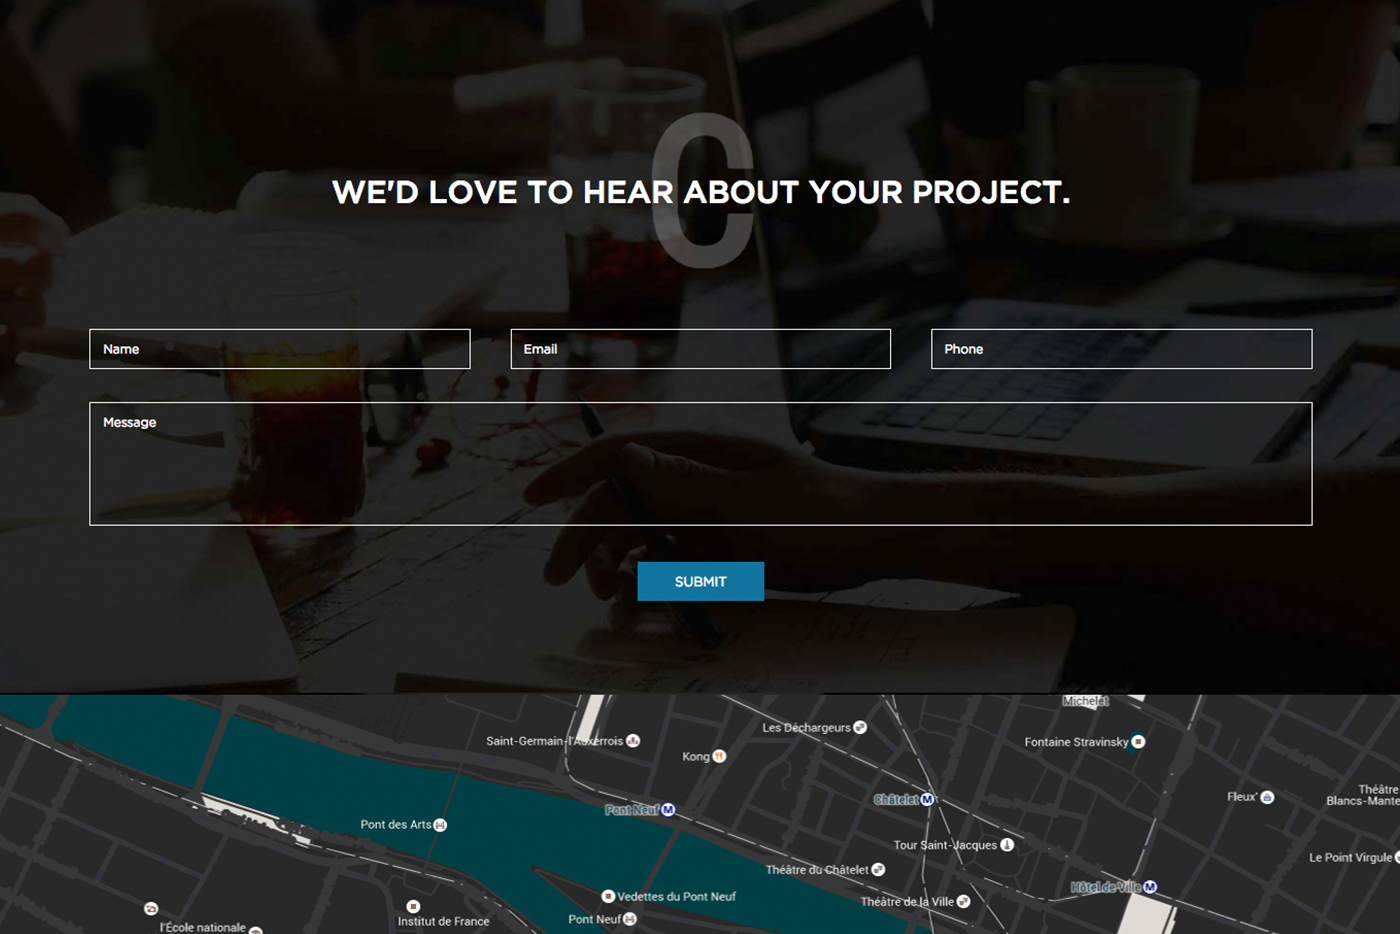 C
WE'D LOVE TO HEAR ABOUT YOUR PROJECT.
Name
Email
Phone
Message
SUBMIT
Michelet
Les Déchargeurs
Saint-Germain-l'Auxerrois
Fontaine Stravinsky
Kong
Théâtre
Blancs-Mante
Fleux'
Châtelet M
Pont Neuf M
Pont des Arts
Tour Saint-Jacques
Le Point Virgule
Théâtre du Châtelet
Hôtel de Ville M
Vedettes du Pont Neuf
Théâtre de la Ville
Pont Neuf
Institut de France
l'École nationale